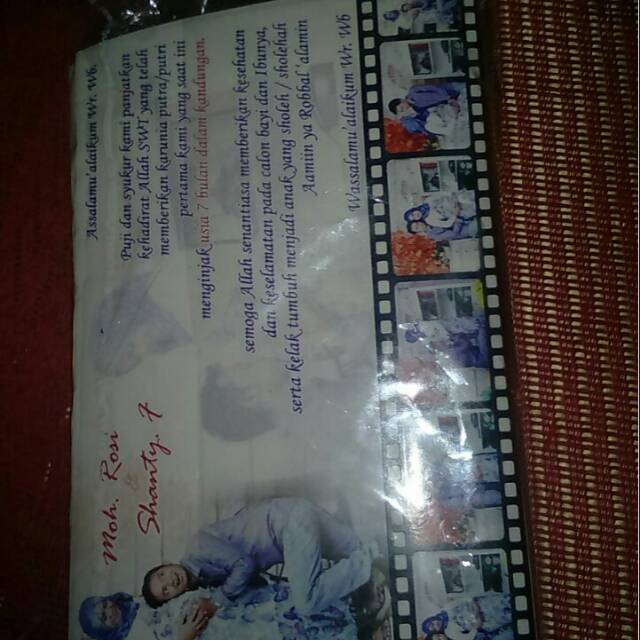 Assalamu'alaikum Wr. Wb.
Puji dan syukur kami panjatkan
kehadirat Allah SWT yang telah
memberikan karunia putra/putri
pertama kami yang saat ini
menginjak usia 7 bulan dalam kandungan.
semoga Allah senantiasa memberikan kesehatan
dan keselamatan pada calon bayi dan Ibunya,
serta kelak tumbuh menjadi anak yang sholeh / sholehah
Aamiin ya Robbal 'alamin
Wassalamu'alaikum Wr. Wb
Moh. Rosi
&
Shanty. F